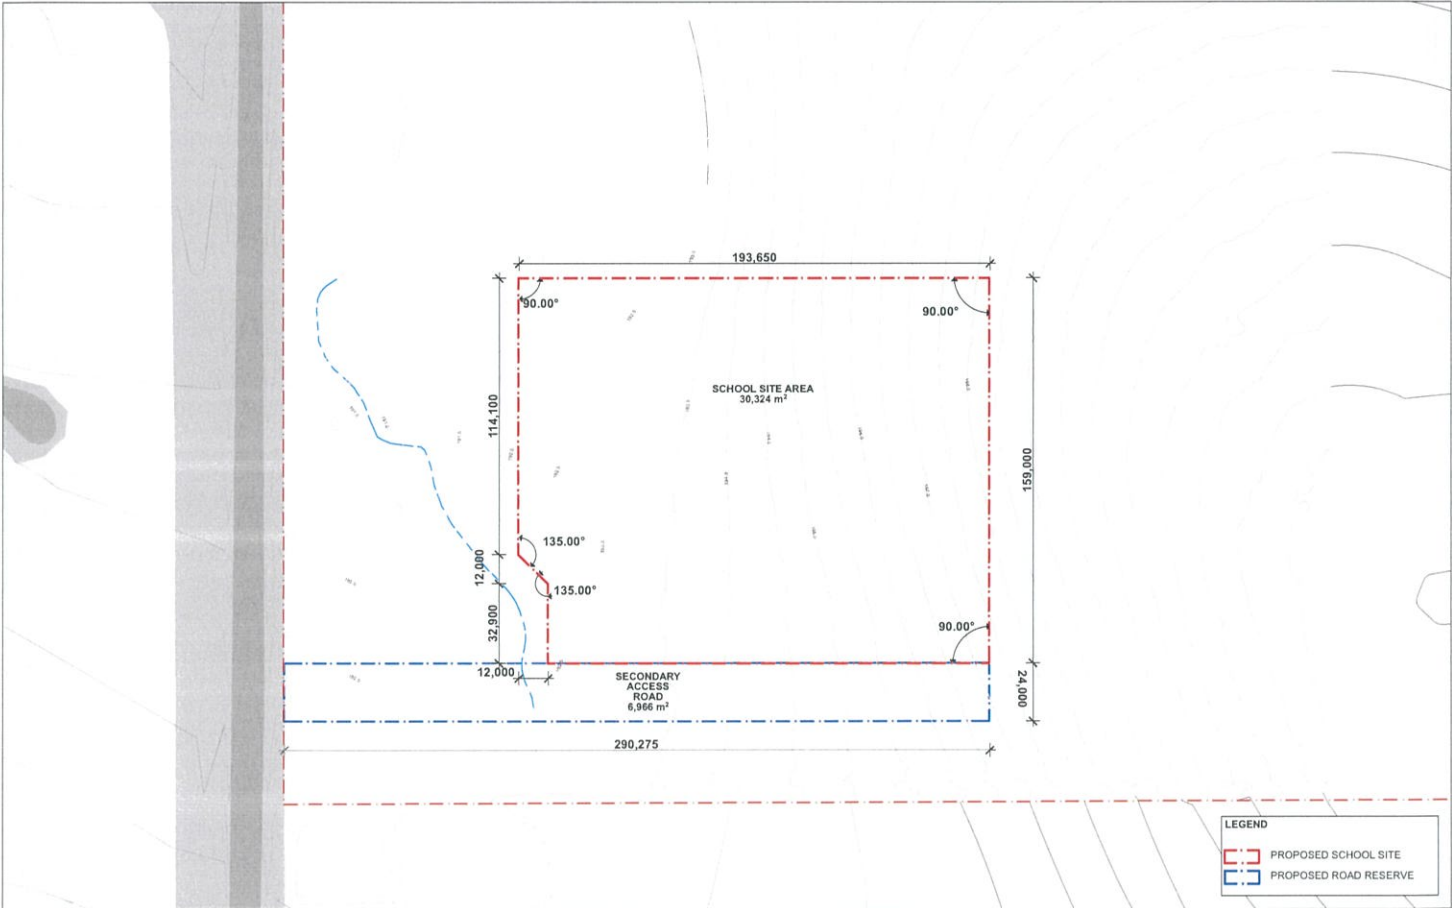 193,650
90.00°
90.00°
SCHOOL SITE AREA
30,324 m²
114,100
159,000
135.00°
12,000
135.00°
32,900
90.00°
12,000
SECONDARY
ACCESS
ROAD
6,966 m²
24,000
290,275
LEGEND
PROPOSED SCHOOL SITE
PROPOSED ROAD RESERVE